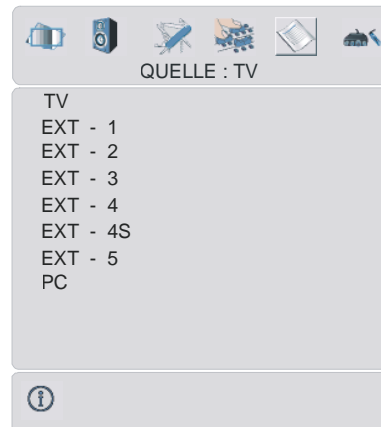 QUELLE : TV
TV
EXT - 1
EXT - 2
EXT - 3
EXT - 4
EXT - 4S
EXT - 5
PC